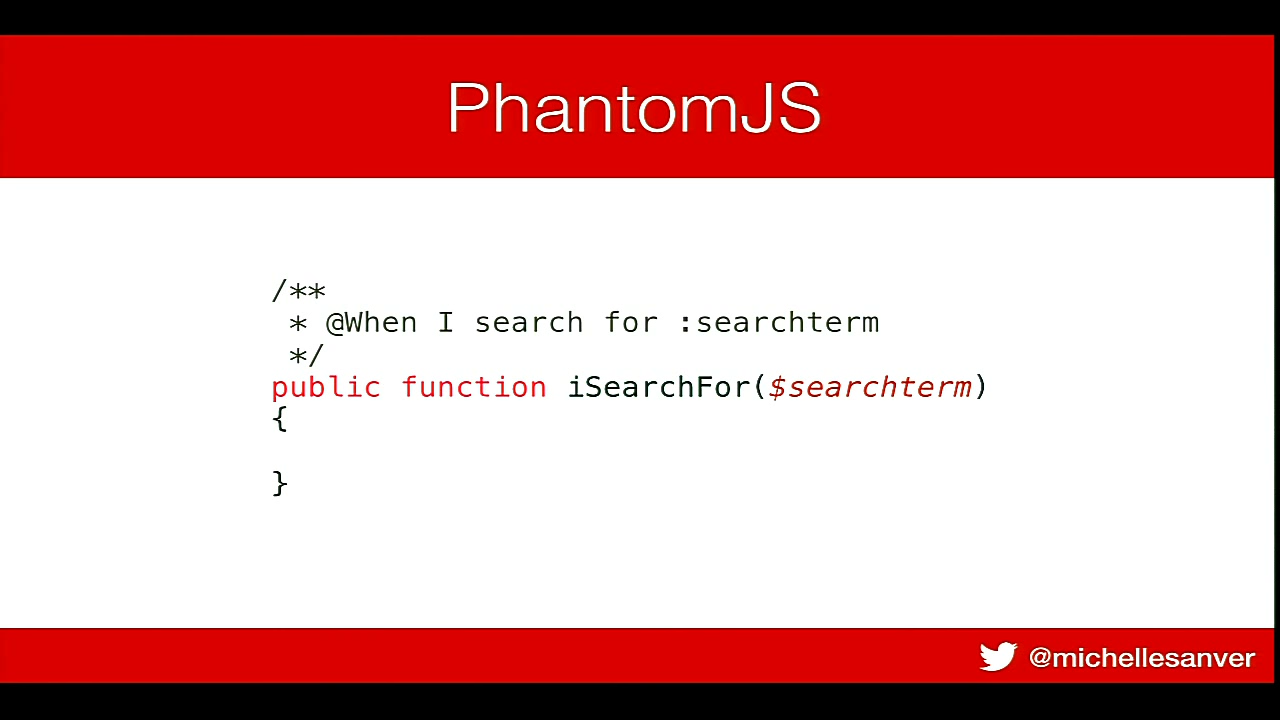 PhantomJS
/**
 * @When I search for :searchterm
 */
public function iSearchFor($searchterm)
{
}
@michellesanver